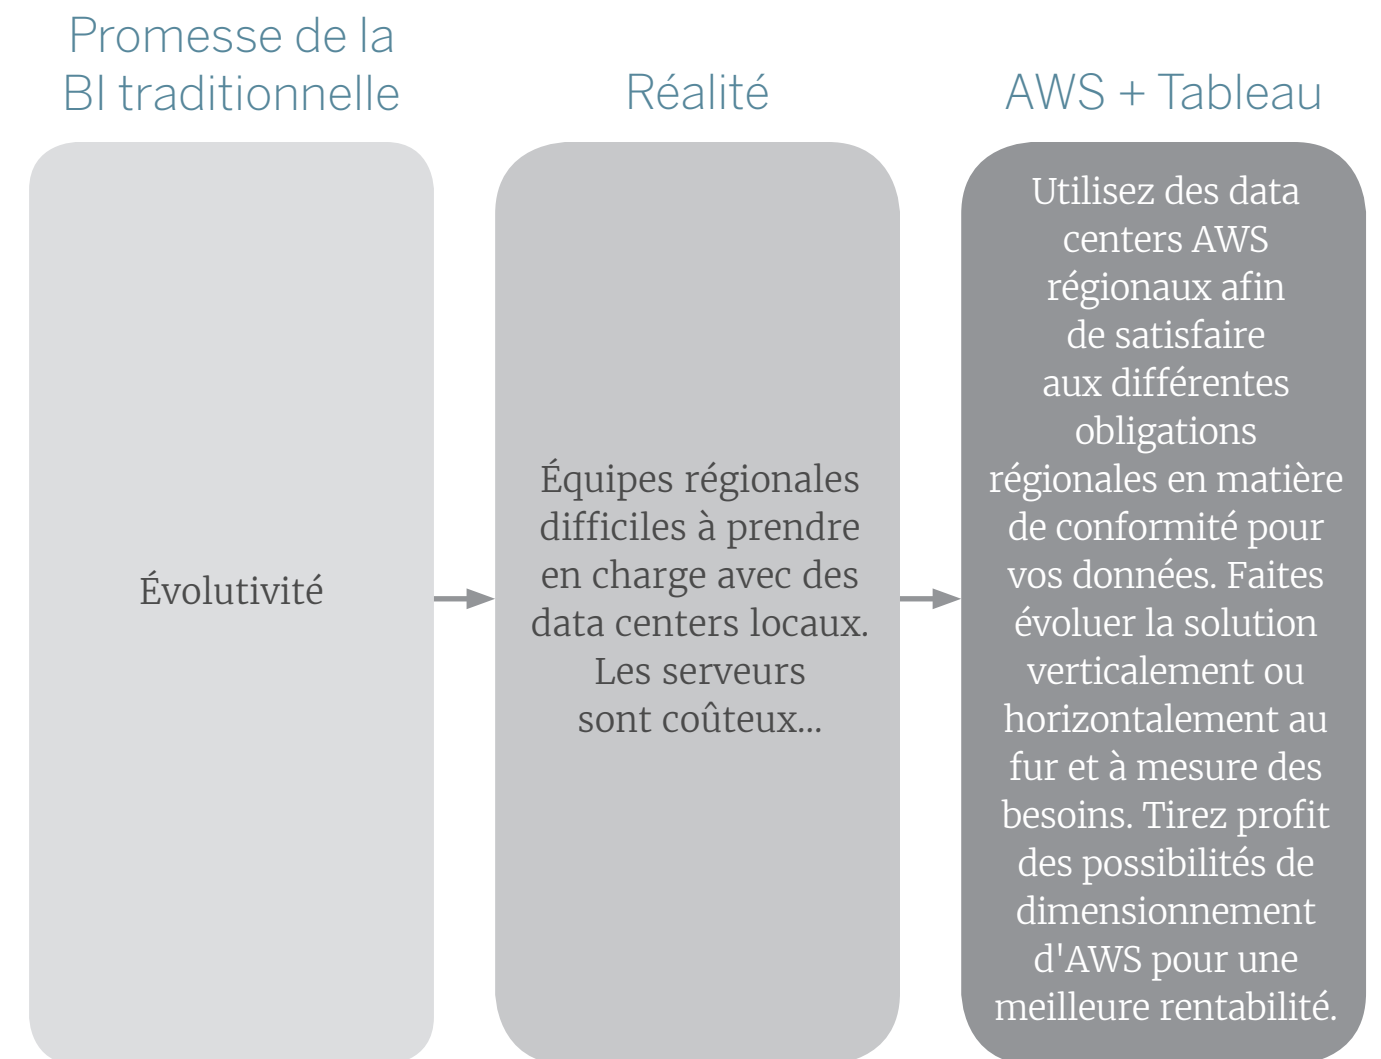 Promesse de la
BI traditionnelle
Réalité
AWS + Tableau
Évolutivité
Équipes régionales
difficiles à prendre
en charge avec des
data centers locaux.
Les serveurs
sont coûteux...
Utilisez des data
centers AWS
régionaux afin
de satisfaire
aux différentes
obligations
régionales en matière
de conformité pour
vos données. Faites
évoluer la solution
verticalement ou
horizontalement au
fur et à mesure des
besoins. Tirez profit
des possibilités de
dimensionnement
d'AWS pour une
meilleure rentabilité.